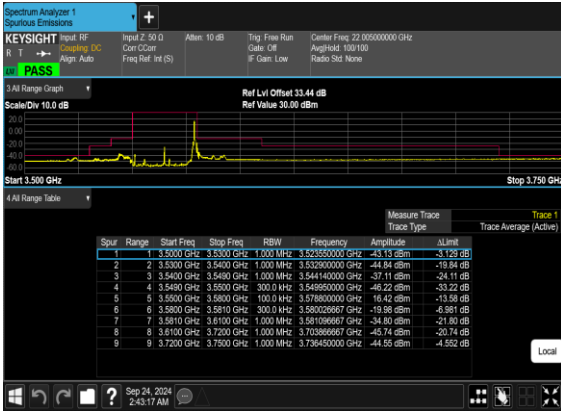 Spectrum Analyzer 1
Spurious Emissions
+
KEYSIGHT Input: RF Input Z: 50 Ω Atten: 10 dB Trig: Free Run Center Freq: 22.005000000 GHz
R T Coupling: DC Corr CCorr Gate: Off Avg|Hold: 100/100
Align: Auto Freq Ref: Int (S) IF Gain: Low Radio Std: None
PASS
3 All Range Graph Ref Lvl Offset 33.44 dB
Scale/Div 10.0 dB Ref Value 30.00 dBm
20.0
0.00
-20.0
-40.0
-60.0
Start 3.500 GHz Stop 3.750 GHz
4 All Range Table
Measure Trace Trace 1
Trace Type Trace Average (Active)
Spur Range Start Freq Stop Freq RBW Frequency Amplitude ΔLimit
1 1 3.5000 GHz 3.5300 GHz 1.000 MHz 3.523550000 GHz -43.13 dBm -3.129 dB
2 2 3.5300 GHz 3.5400 GHz 1.000 MHz 3.532900000 GHz -44.84 dBm -19.84 dB
3 3 3.5400 GHz 3.5490 GHz 1.000 MHz 3.544140000 GHz -37.11 dBm -24.11 dB
4 4 3.5490 GHz 3.5500 GHz 300.0 kHz 3.549950000 GHz -46.22 dBm -33.22 dB
5 5 3.5500 GHz 3.5800 GHz 100.0 kHz 3.578800000 GHz 16.42 dBm -13.58 dB
6 6 3.5800 GHz 3.5810 GHz 300.0 kHz 3.580026667 GHz -19.98 dBm -6.981 dB
7 7 3.5810 GHz 3.6100 GHz 1.000 MHz 3.581096667 GHz -34.80 dBm -21.80 dB
8 8 3.6100 GHz 3.7200 GHz 1.000 MHz 3.703866667 GHz -45.74 dBm -20.74 dB
9 9 3.7200 GHz 3.7500 GHz 1.000 MHz 3.736450000 GHz -44.55 dBm -4.552 dB
Local
? Sep 24, 2024
2:43:17 AM